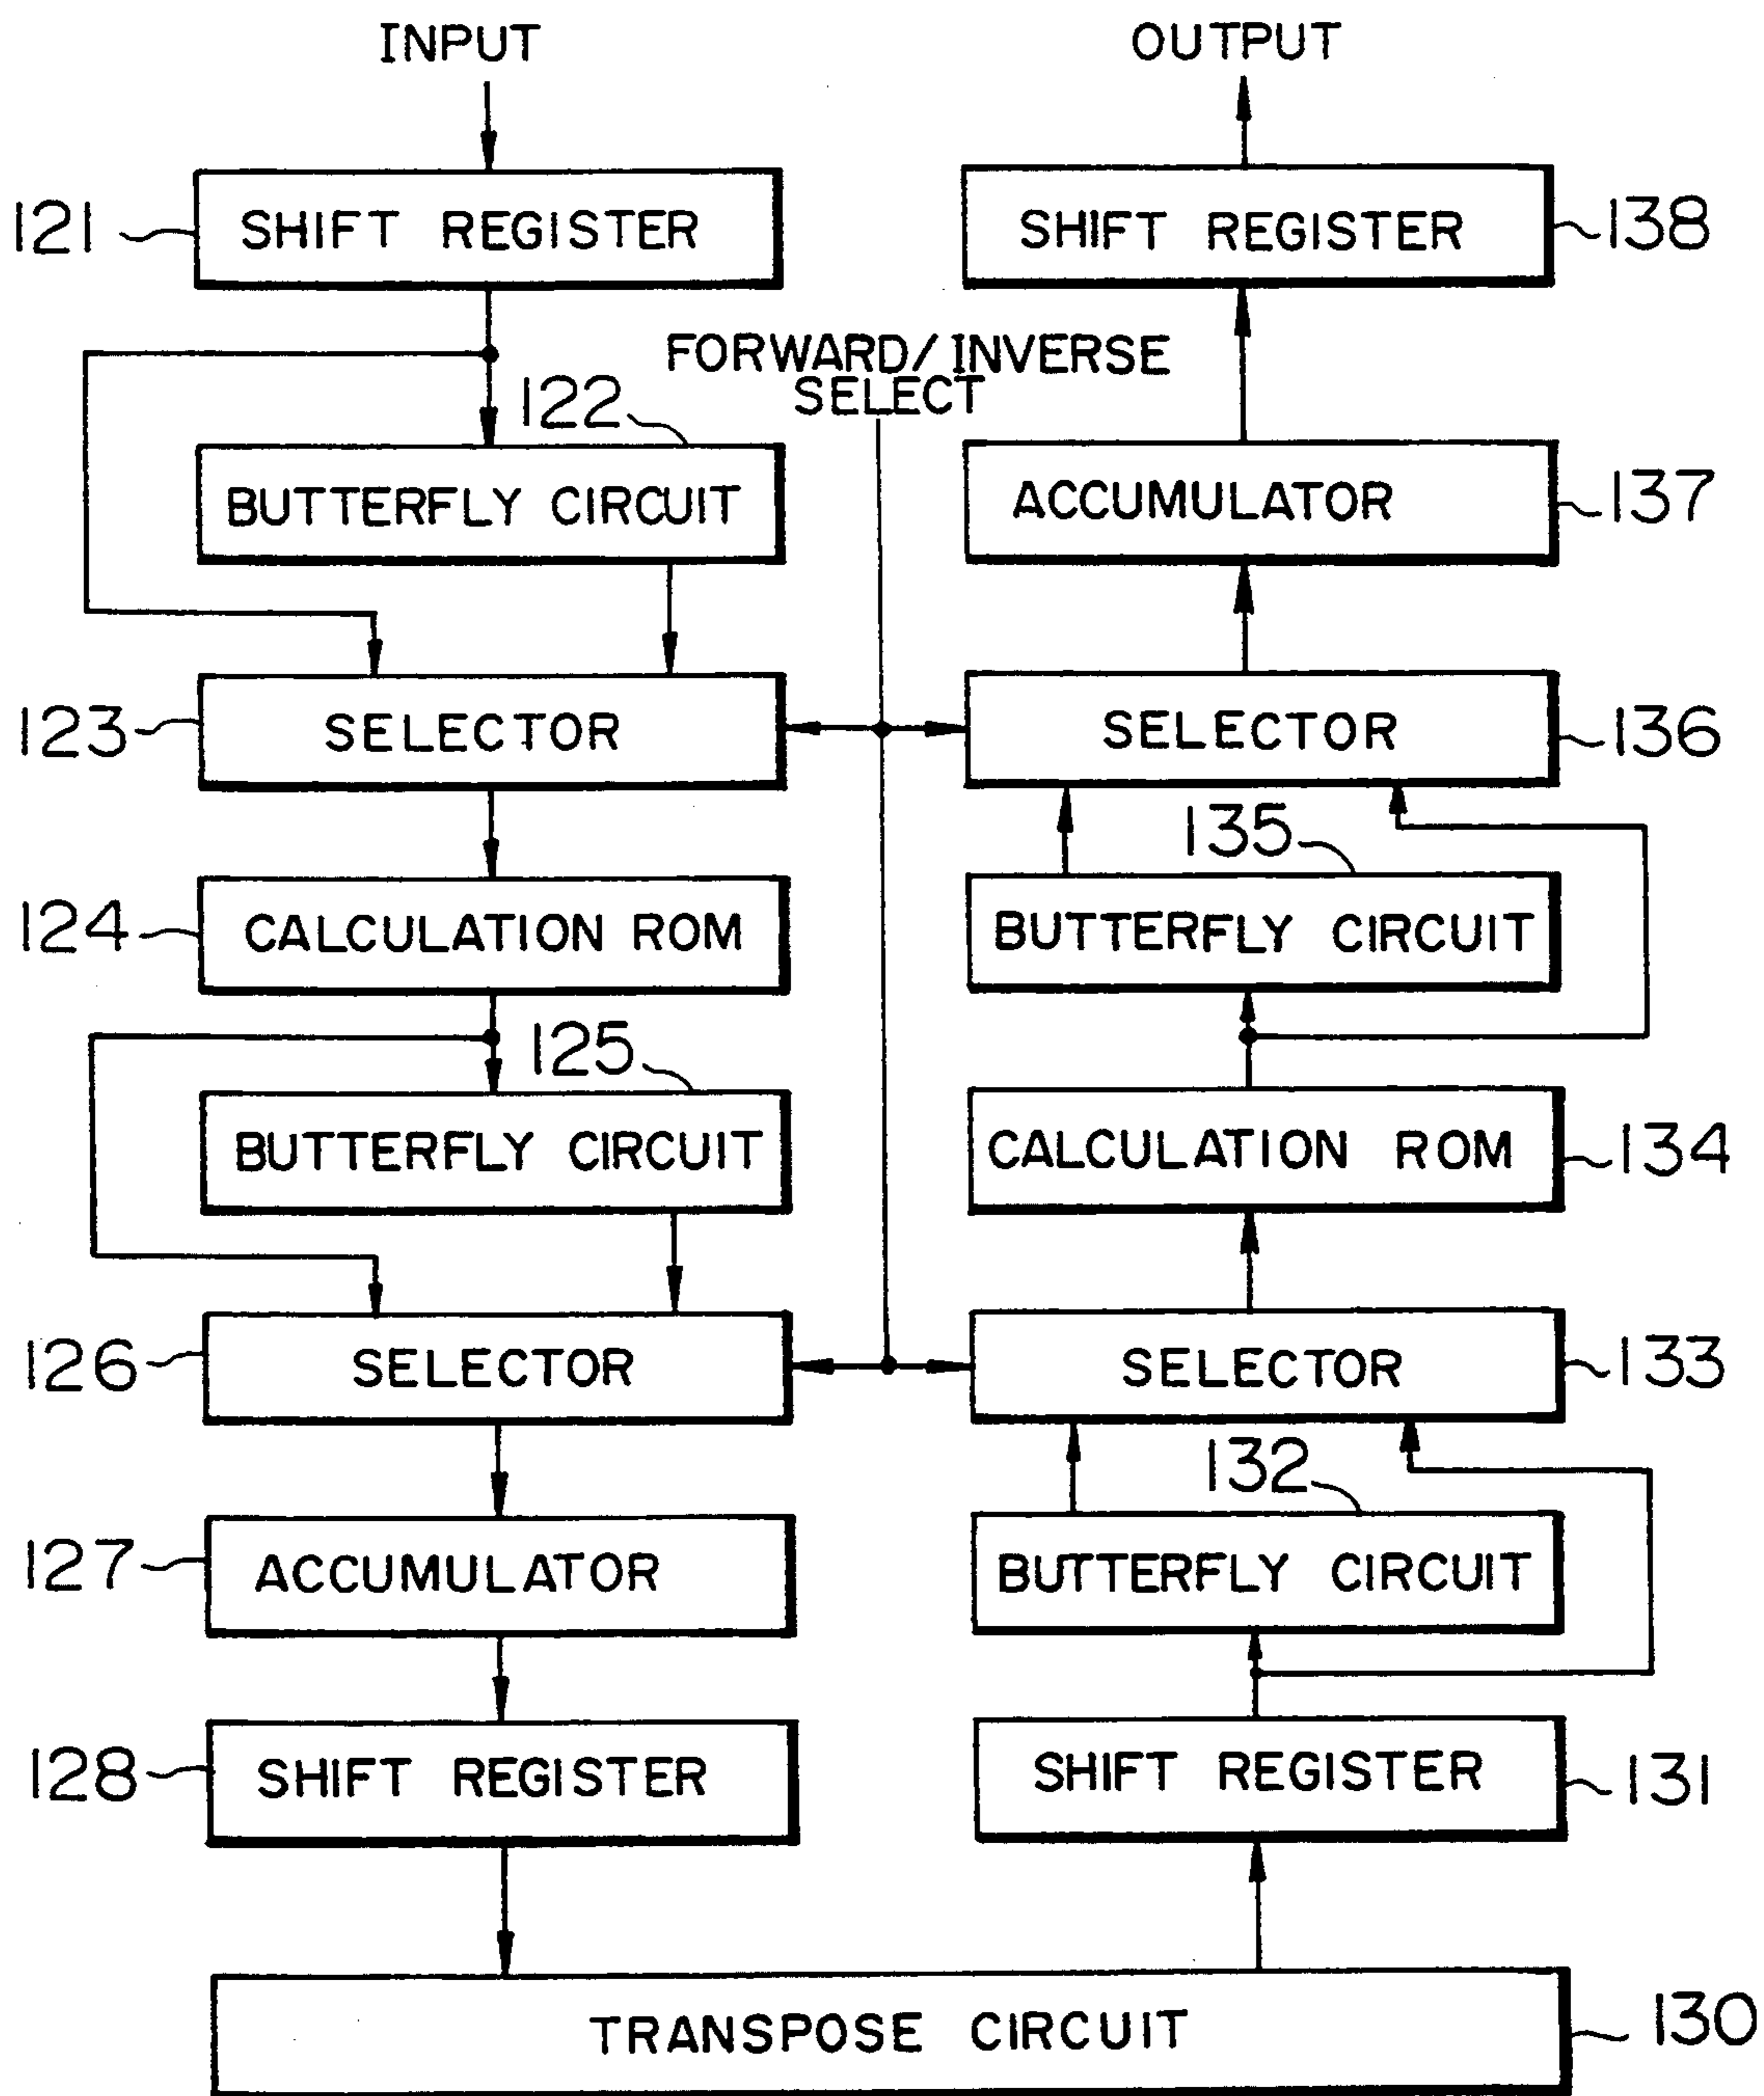 INPUT
OUTPUT
121
SHIFT REGISTER
SHIFT REGISTER
138
FORWARD/INVERSE
SELECT
122
BUTTERFLY CIRCUIT
ACCUMULATOR
137
123
SELECTOR
SELECTOR
136
135
124
CALCULATION ROM
BUTTERFLY CIRCUIT
125
BUTTERFLY CIRCUIT
CALCULATION ROM
134
126
SELECTOR
SELECTOR
133
132
127
ACCUMULATOR
BUTTERFLY CIRCUIT
128
SHIFT REGISTER
SHIFT REGISTER
131
TRANSPOSE CIRCUIT
130